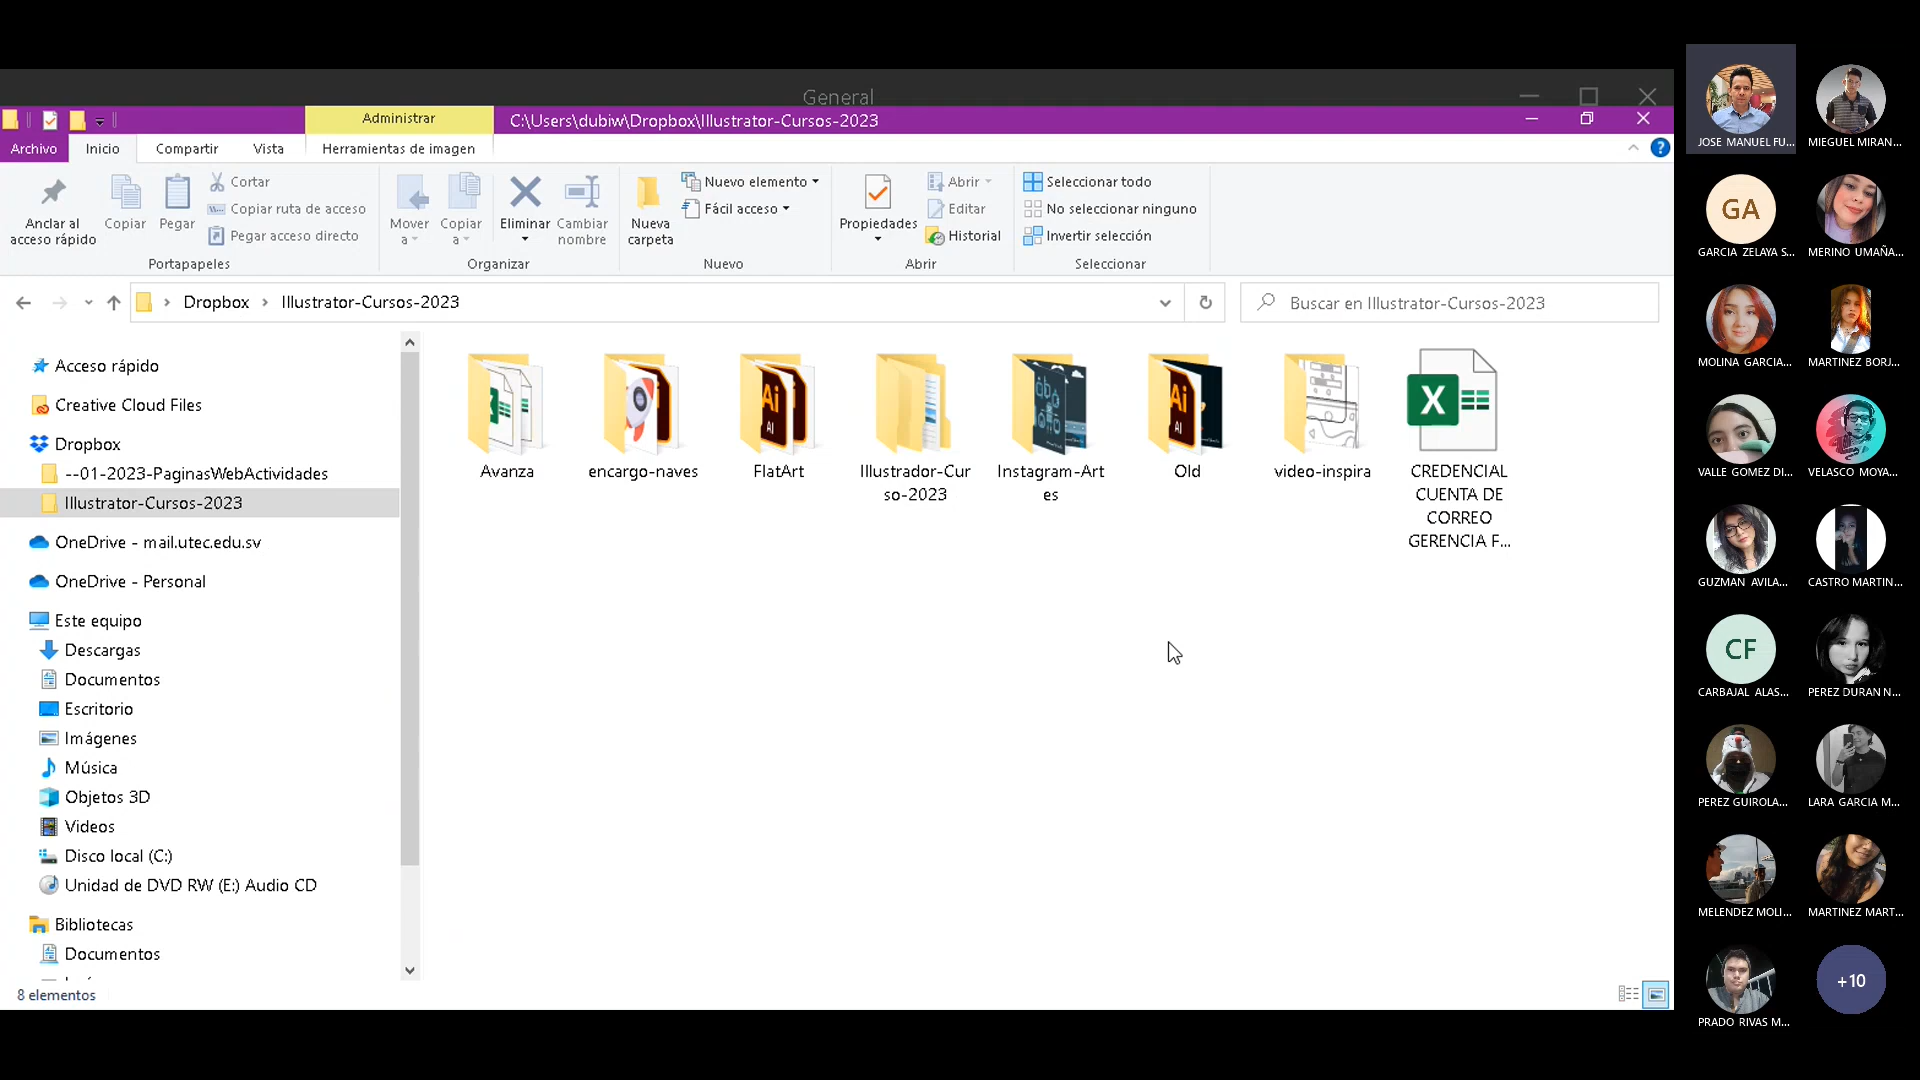 General
Administrar
C:\Users\dubiw\Dropbox\Illustrator-Cursos-2023
Archivo
Inicio
Compartir
Vista
Herramientas de imagen
Anclar al
acceso rápido
Copiar
Pegar
Cortar
Copiar ruta de acceso
Pegar acceso directo
Portapapeles
Mover
a
Copiar
a
Eliminar
Cambiar
nombre
Organizar
Nueva
carpeta
Nuevo elemento
Fácil acceso
Nuevo
Propiedades
Abrir
Editar
Historial
Abrir
Seleccionar todo
No seleccionar ninguno
Invertir selección
Seleccionar
Dropbox
Illustrator-Cursos-2023
Buscar en Illustrator-Cursos-2023
Acceso rápido
Creative Cloud Files
Dropbox
--01-2023-PaginasWebActividades
Illustrator-Cursos-2023
OneDrive - mail.utec.edu.sv
OneDrive - Personal
Este equipo
Descargas
Documentos
Escritorio
Imágenes
Música
Objetos 3D
Videos
Disco local (C:)
Unidad de DVD RW (E:) Audio CD
Bibliotecas
Documentos
8 elementos
Avanza
encargo-naves
Ai
AI
FlatArt
Illustrador-Cur
so-2023
Instagram-Art
es
Ai
AI
Old
video-inspira
X
CREDENCIAL
CUENTA DE
CORREO
GERENCIA F...
JOSE MANUEL FU...
MIEGUEL MIRAN...
GA
GARCIA ZELAYA S...
MERINO UMAÑA...
MOLINA GARCIA...
MARTINEZ BORJ...
VALLE GOMEZ DI...
VELASCO MOYA...
GUZMAN AVILA...
CASTRO MARTIN...
CF
CARBAJAL ALAS...
PEREZ DURAN N...
PEREZ GUIROLA...
LARA GARCIA M...
MELENDEZ MOLI...
MARTINEZ MART...
PRADO RIVAS M...
+10